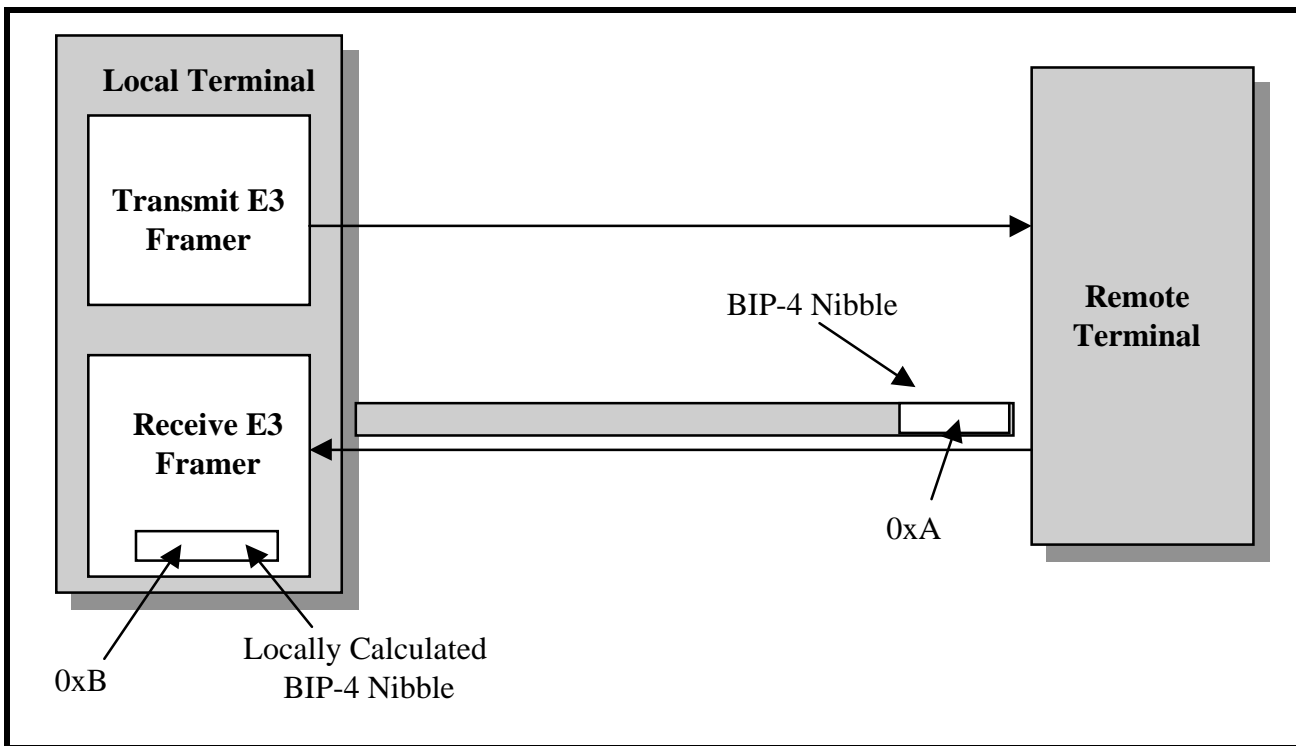 Local Terminal
Transmit E3
Framer
Remote
Terminal
BIP-4 Nibble
Receive E3
Framer
0xA
Locally Calculated
BIP-4 Nibble
0xB